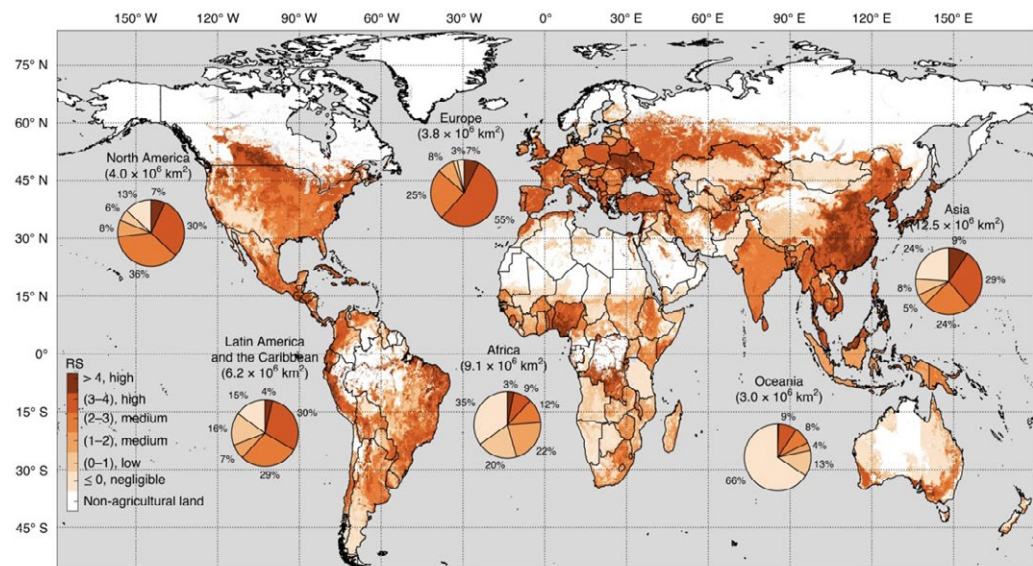 150° W 120° W 90° W 60° W 30° W 0° 30° E 60° E 90° E 120° E 150° E
75° N
60° N
45° N
30° N
15° N
0°
15° S
30° S
45° S
North America
(4.0 × 10⁶ km²)
13%
7%
6%
8%
30%
36%
Europe
(3.8 × 10⁶ km²)
8%
3%
7%
25%
55%
Asia
(12.5 × 10⁶ km²)
24%
9%
29%
8%
5%
24%
Latin America
and the Caribbean
(6.2 × 10⁶ km²)
15%
4%
30%
16%
7%
29%
Africa
(9.1 × 10⁶ km²)
35%
3%
9%
12%
22%
20%
Oceania
(3.0 × 10⁶ km²)
9%
8%
4%
13%
66%
RS
> 4, high
(3–4), high
(2–3), medium
(1–2), medium
(0–1), low
≤ 0, negligible
Non-agricultural land